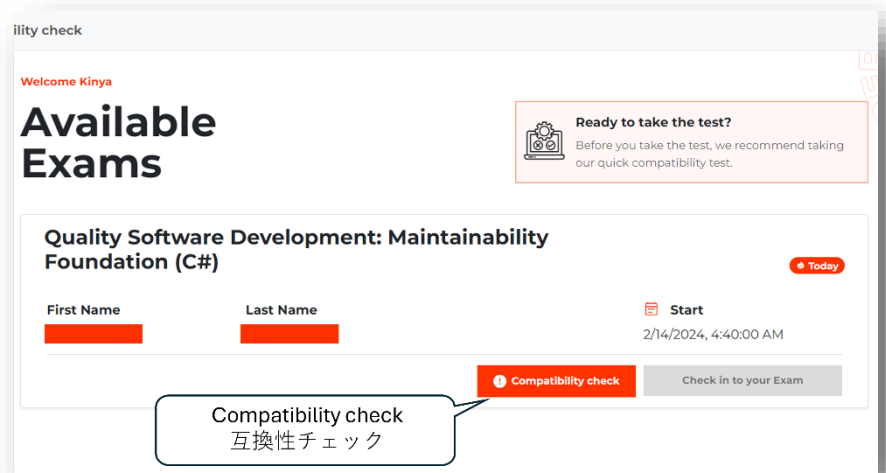 ility check
Welcome Kinya
Available
Exams
Ready to take the test?
Before you take the test, we recommend taking
our quick compatibility test.
Quality Software Development: Maintainability
Foundation (C#)
Today
First Name
Last Name
Start
2/14/2024, 4:40:00 AM
Compatibility check
Check in to your Exam
Compatibility check
互換性チェック